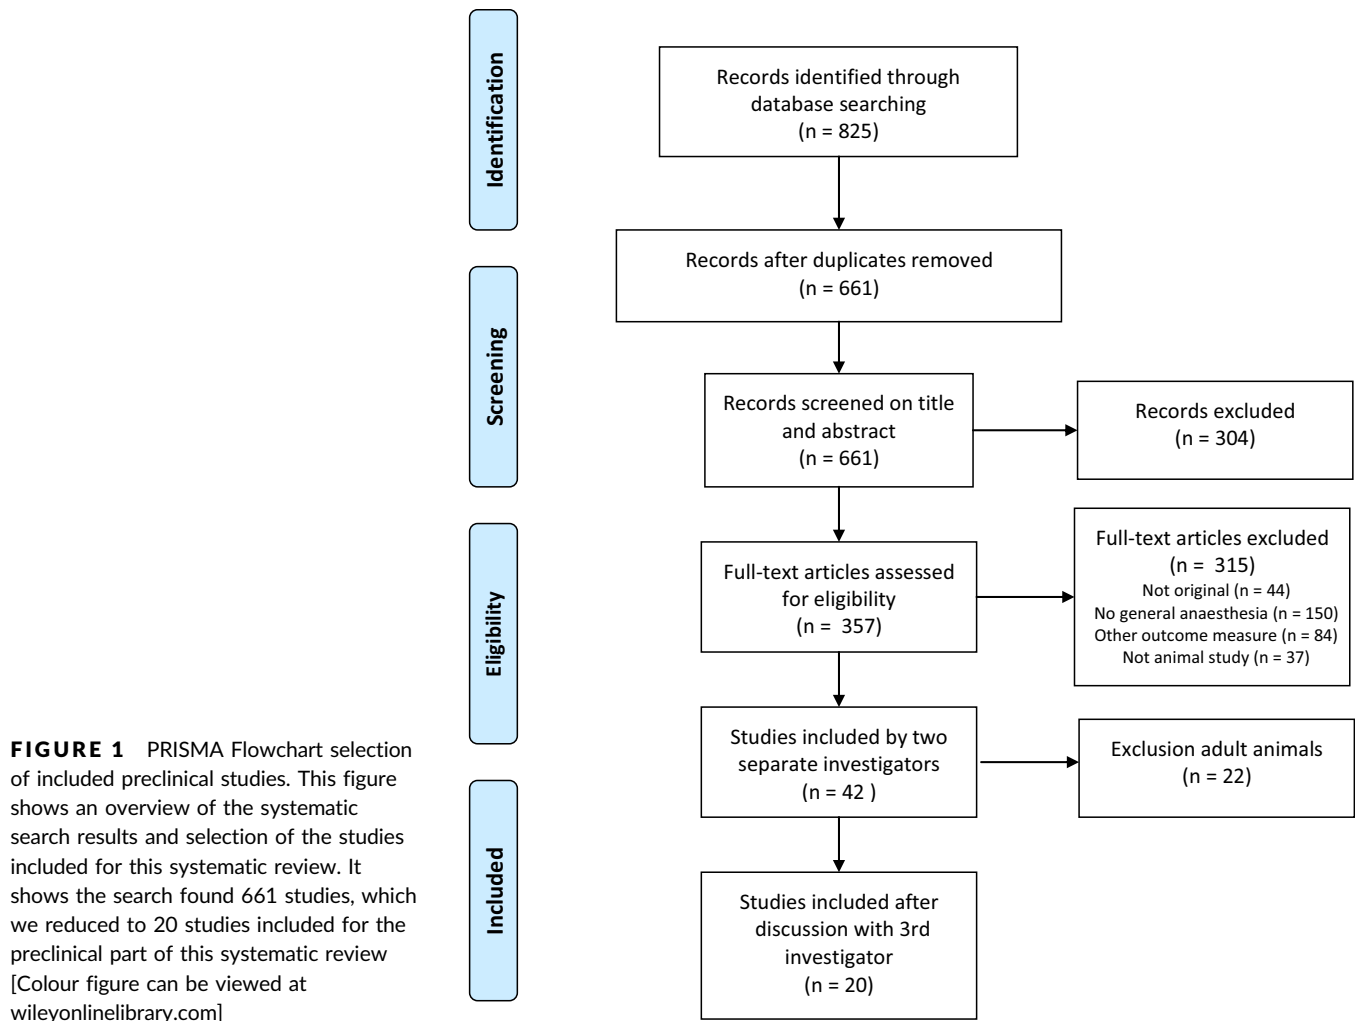 Identification
Records identified through
database searching
(n = 825)
Records after duplicates removed
(n = 661)
Screening
Records screened on title
and abstract
(n = 661)
Records excluded
(n = 304)
Eligibility
Full-text articles assessed
for eligibility
(n =  357)
Full-text articles excluded
(n =  315)
Not original (n = 44)
No general anaesthesia (n = 150)
Other outcome measure (n = 84)
Not animal study (n = 37)
Studies included by two
separate investigators
(n = 42 )
Exclusion adult animals
(n = 22)
Included
Studies included after
discussion with 3rd
investigator
(n = 20)
FIGURE 1 PRISMA Flowchart selection
of included preclinical studies. This figure
shows an overview of the systematic
search results and selection of the studies
included for this systematic review. It
shows the search found 661 studies, which
we reduced to 20 studies included for the
preclinical part of this systematic review
[Colour figure can be viewed at
wileyonlinelibrary.com]